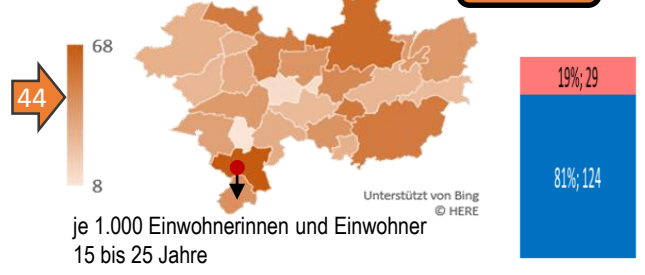 68
44
8
19%; 29
81%; 124
Unterstützt von Bing
© HERE
je 1.000 Einwohnerinnen und Einwohner
15 bis 25 Jahre